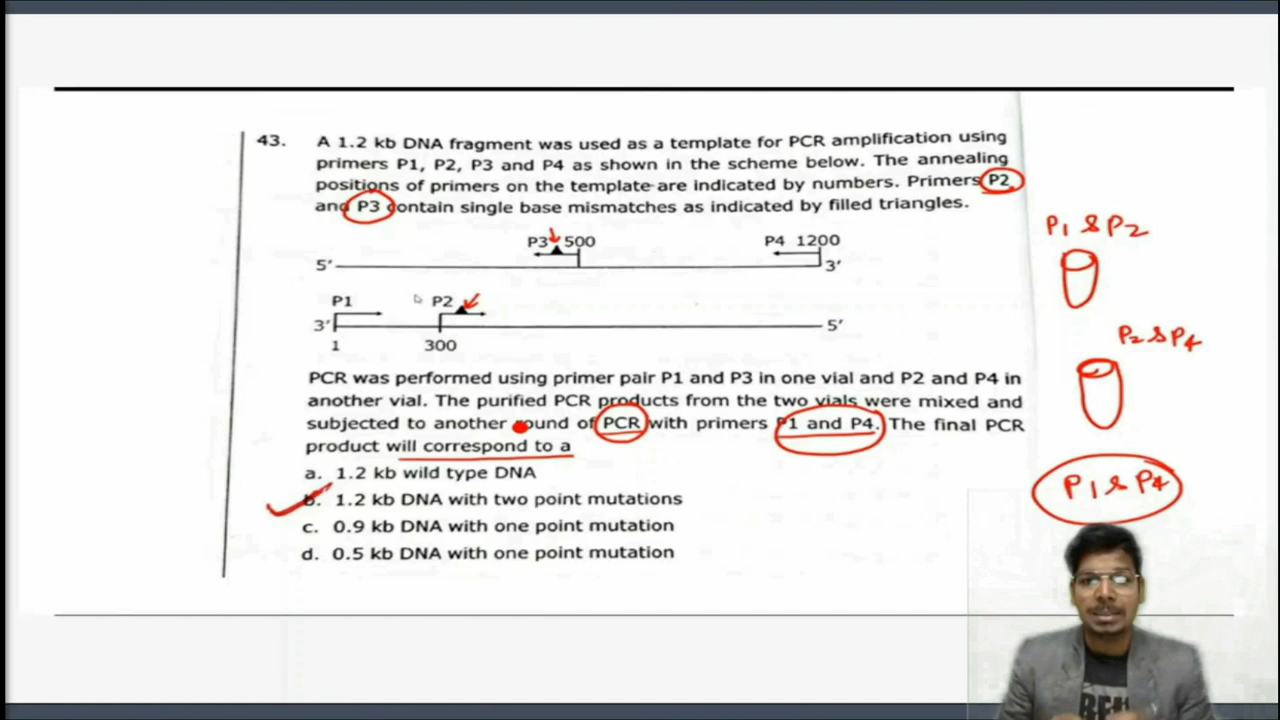 43. A 1.2 kb DNA fragment was used as a template for PCR amplification using
primers P1, P2, P3 and P4 as shown in the scheme below. The annealing
positions of primers on the template are indicated by numbers. Primers P2
and P3 contain single base mismatches as indicated by filled triangles.
P3 500 P4 1200
5′ 3′
P1 P2
3′ 5′
1 300
PCR was performed using primer pair P1 and P3 in one vial and P2 and P4 in
another vial. The purified PCR products from the two vials were mixed and
subjected to another round of PCR with primers P1 and P4. The final PCR
product will correspond to a
a. 1.2 kb wild type DNA
b. 1.2 kb DNA with two point mutations
c. 0.9 kb DNA with one point mutation
d. 0.5 kb DNA with one point mutation
P1 & P2
P2 & P4
P1 & P4